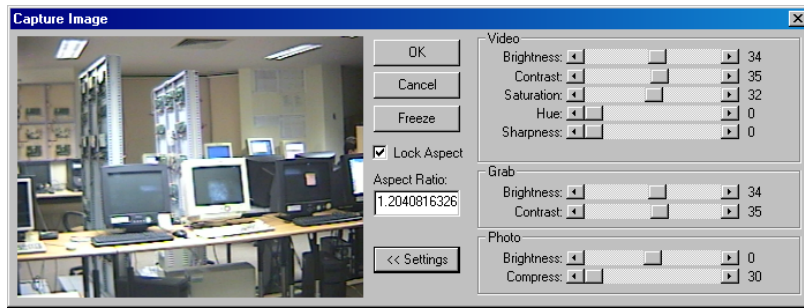 Capture Image
OK
Cancel
Freeze
Lock Aspect
Aspect Ratio:
1.2040816326
<< Settings
Video
Brightness: 34
Contrast: 35
Saturation: 32
Hue: 0
Sharpness: 0
Grab
Brightness: 34
Contrast: 35
Photo
Brightness: 0
Compress: 30